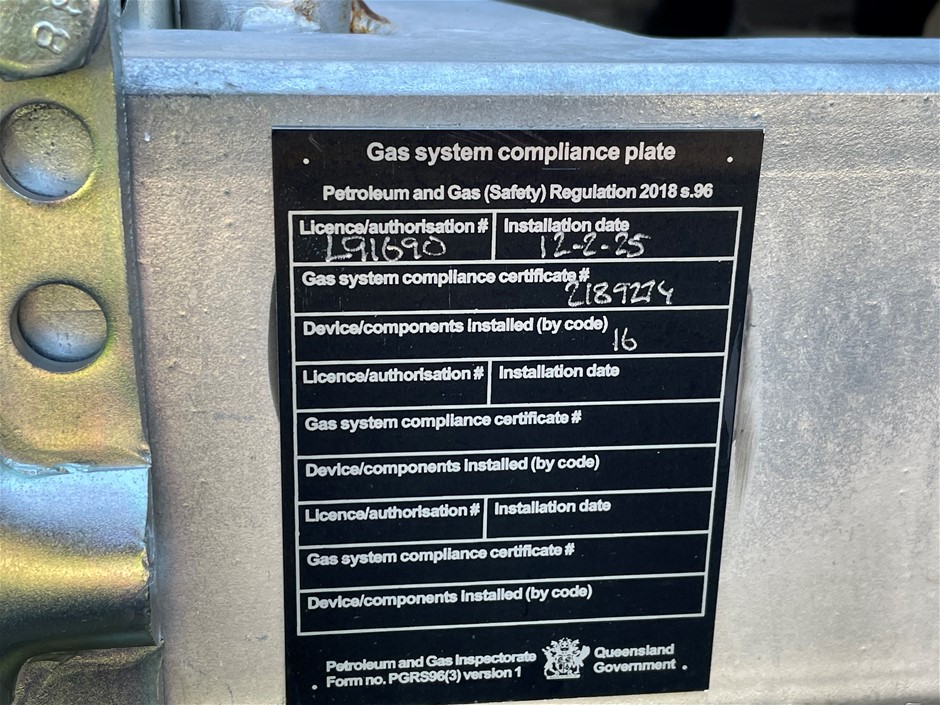 8
Gas system compliance plate
Petroleum and Gas (Safety) Regulation 2018 s.96
Licence/authorisation # Installation date
L91690 12-2-25
Gas system compliance certificate #
2189274
Device/components installed (by code)
16
Licence/authorisation # Installation date
Gas system compliance certificate #
Device/components installed (by code)
Licence/authorisation # Installation date
Gas system compliance certificate #
Device/components installed (by code)
Petroleum and Gas Inspectorate Queensland
Form no. PGRS96(3) version 1 Government